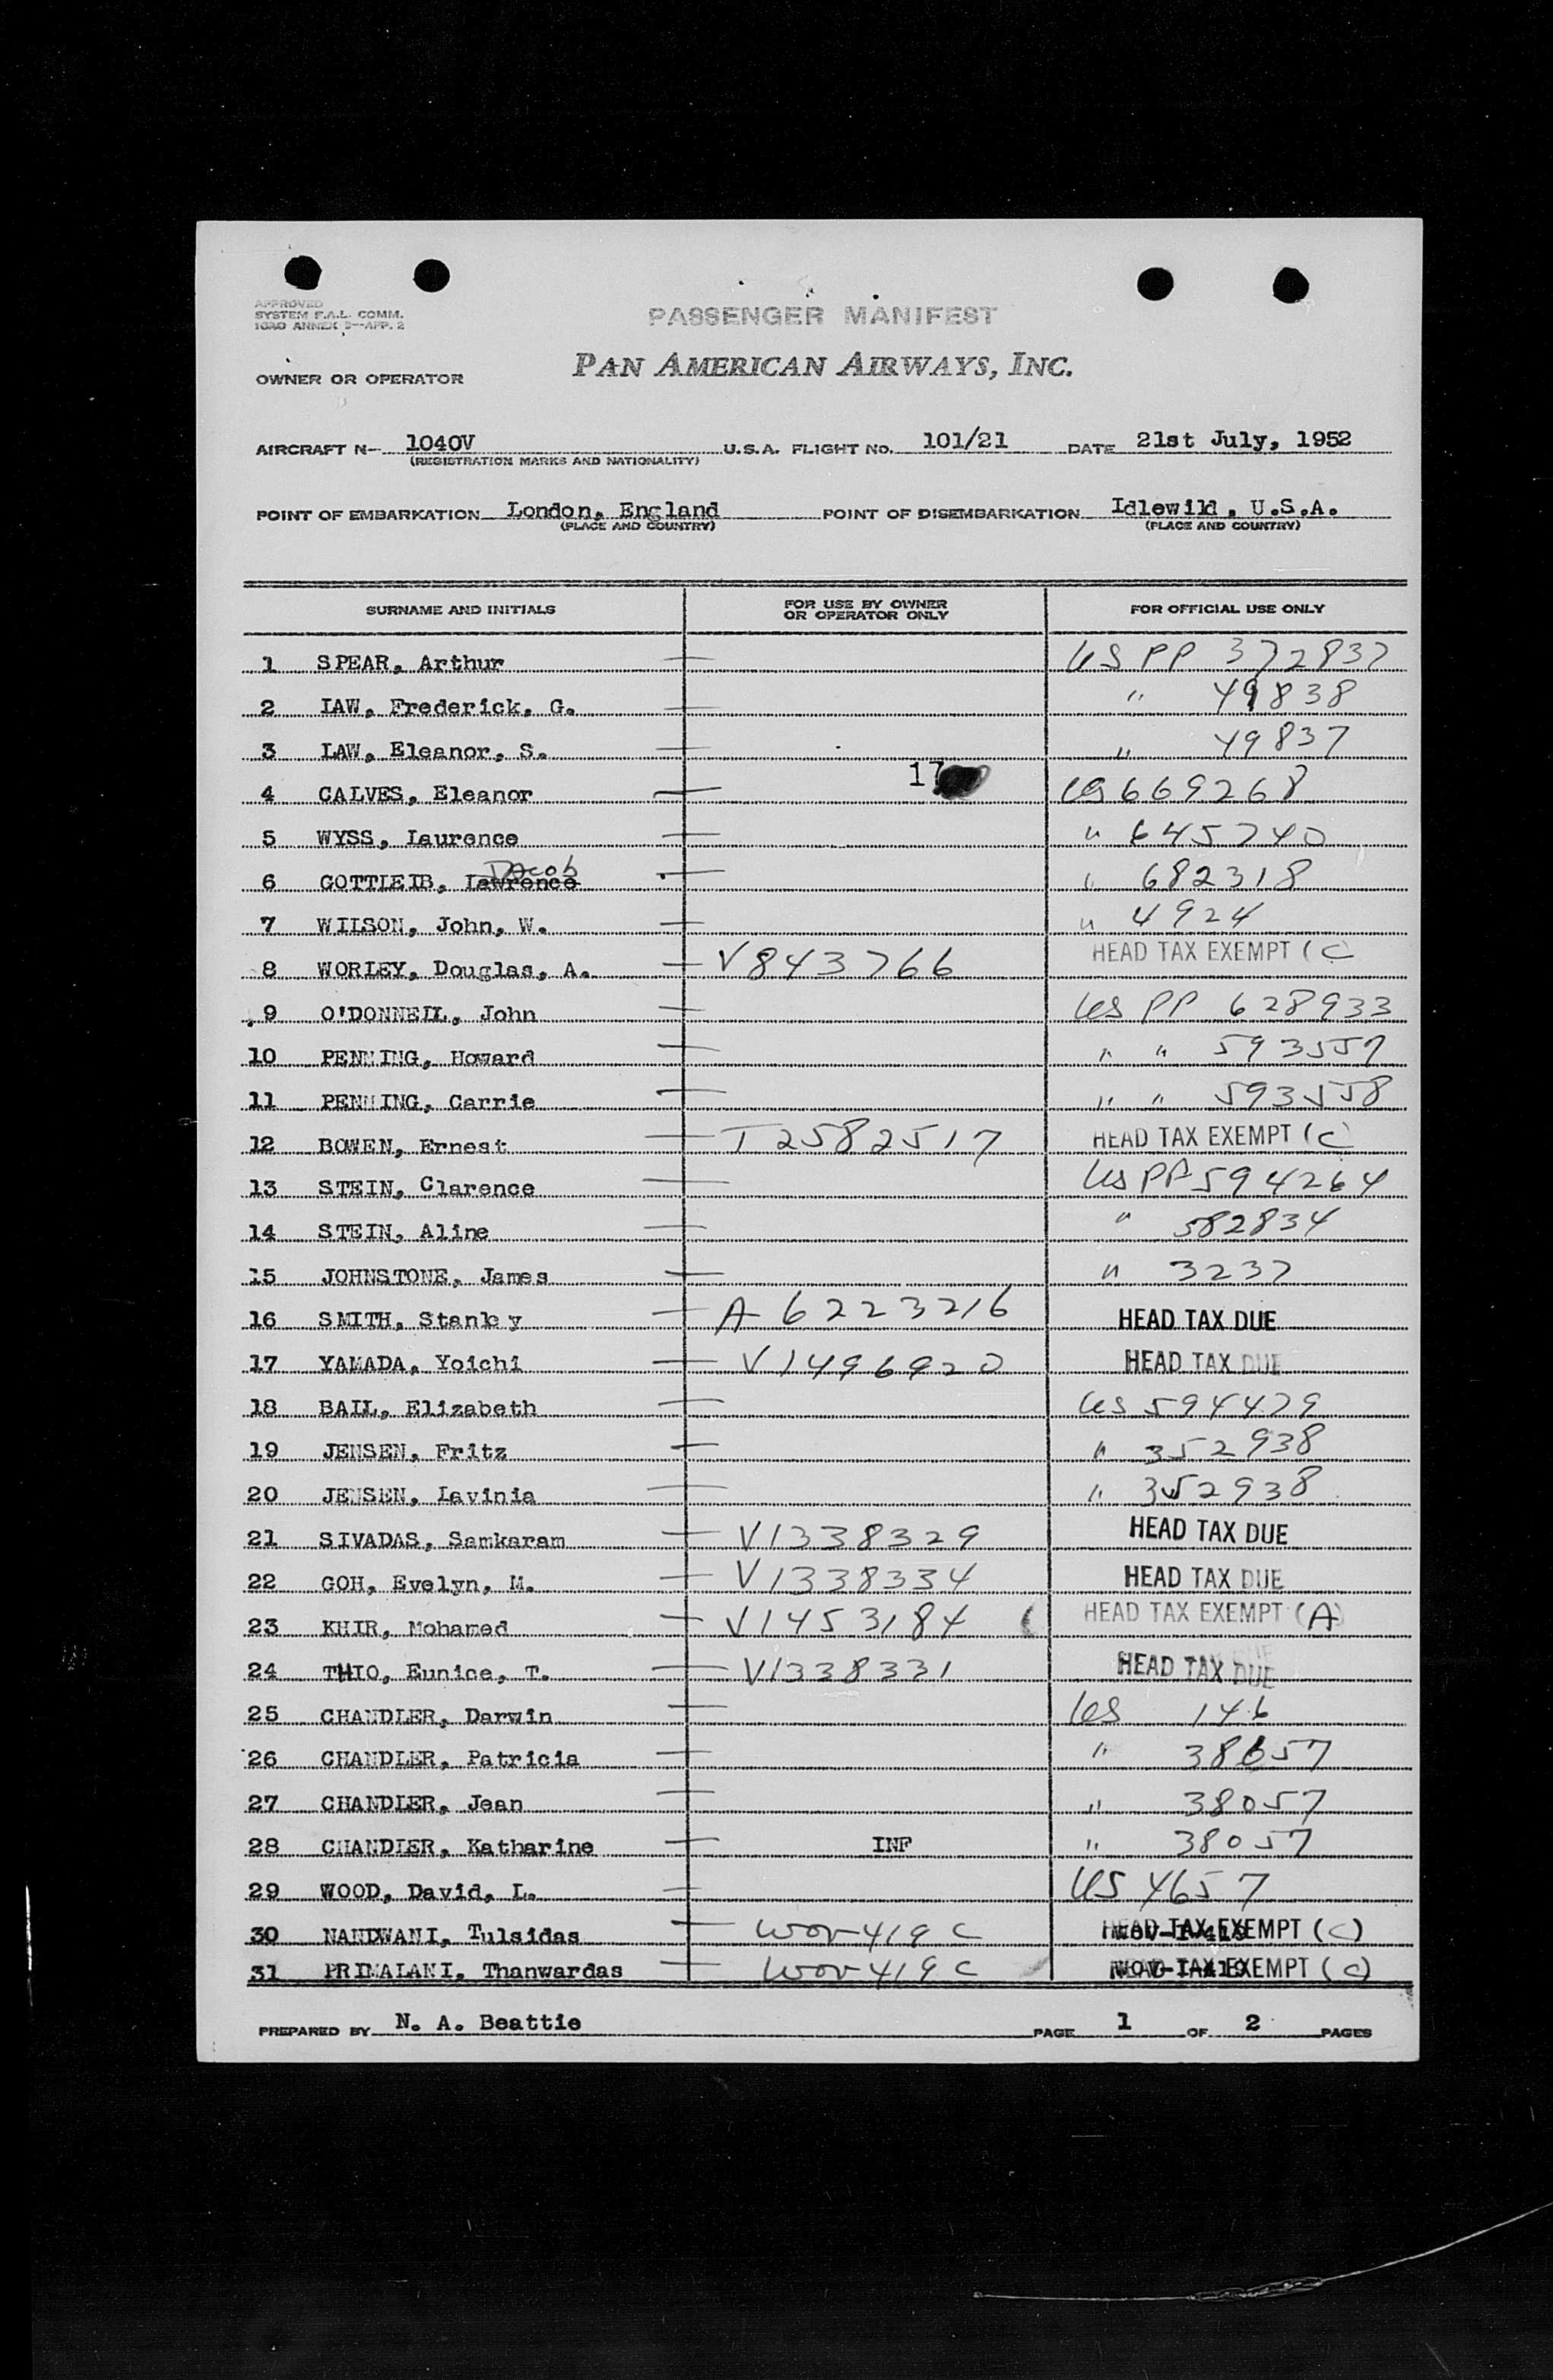 APPROVED
SYSTEM F.A.L. COMM.
ICAO ANNEX 9—APP. 2
PASSENGER MANIFEST
OWNER OR OPERATOR PAN AMERICAN AIRWAYS, INC.
AIRCRAFT N- 1040V U.S.A. FLIGHT NO. 101/21 DATE 21st July, 1952
(REGISTRATION MARKS AND NATIONALITY)
POINT OF EMBARKATION London, England POINT OF DISEMBARKATION Idlewild, U.S.A.
(PLACE AND COUNTRY) (PLACE AND COUNTRY)
SURNAME AND INITIALS FOR USE BY OWNER OR OPERATOR ONLY FOR OFFICIAL USE ONLY
1 SPEAR, Arthur — US PP 372837
2 LAW, Frederick, G. — " 49838
3 LAW, Eleanor, S. — " 49837
4 CALVES, Eleanor — 17 US 669268
5 WYSS, Laurence — " 645740
6 GOTTLEIB, Lawrence Jacob — " 682318
7 WILSON, John, W. — " 4924
8 WORLEY, Douglas, A. — V843766 HEAD TAX EXEMPT (C
9 O'DONNELL, John — US PP 628933
10 PENNING, Howard — " " 593557
11 PENNING, Carrie — " " 593558
12 BOWEN, Ernest — T2582517 HEAD TAX EXEMPT (C
13 STEIN, Clarence — US PP 594264
14 STEIN, Aline — " 582834
15 JOHNSTONE, James — " 3237
16 SMITH, Stanley — A6223216 HEAD TAX DUE
17 YAMADA, Yoichi — V1496920 HEAD TAX DUE
18 BALL, Elizabeth — US 594479
19 JENSEN, Fritz — " 352938
20 JENSEN, Lavinia — " 352938
21 SIVADAS, Samkaram — V1338329 HEAD TAX DUE
22 GOH, Evelyn, M. — V1338334 HEAD TAX DUE
23 KHIR, Mohamed — V1453184 HEAD TAX EXEMPT (A)
24 THIO, Eunice, T. — V1338331 HEAD TAX DUE
25 CHANDLER, Darwin — US 146
26 CHANDLER, Patricia — " 38057
27 CHANDLER, Jean — " 38057
28 CHANDLER, Katharine — INF " 38057
29 WOOD, David, L. — US 4657
30 NANDWANI, Tulsidas — WOV-419 C HEAD TAX EXEMPT (C)
31 PRIMALANI, Thanwardas — WOV 419 C HEAD TAX EXEMPT (C)
PREPARED BY N. A. Beattie PAGE 1 OF 2 PAGES